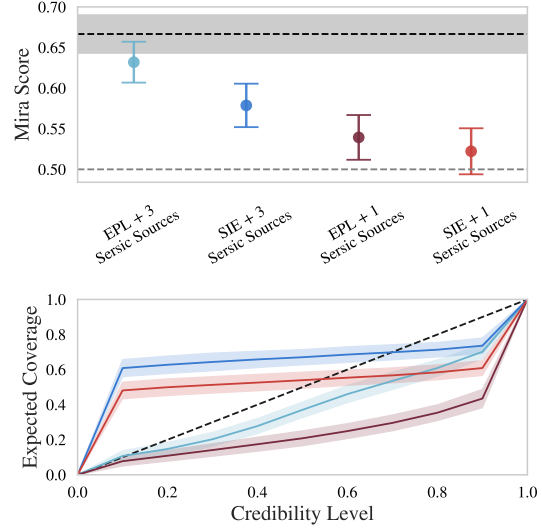 Mira Score
0.70
0.65
0.60
0.55
0.50
EPL + 3
Sersic Sources
SIE + 3
Sersic Sources
EPL + 1
Sersic Sources
SIE + 1
Sersic Sources
Expected Coverage
1.0
0.8
0.6
0.4
0.2
0.0
0.0 0.2 0.4 0.6 0.8 1.0
Credibility Level